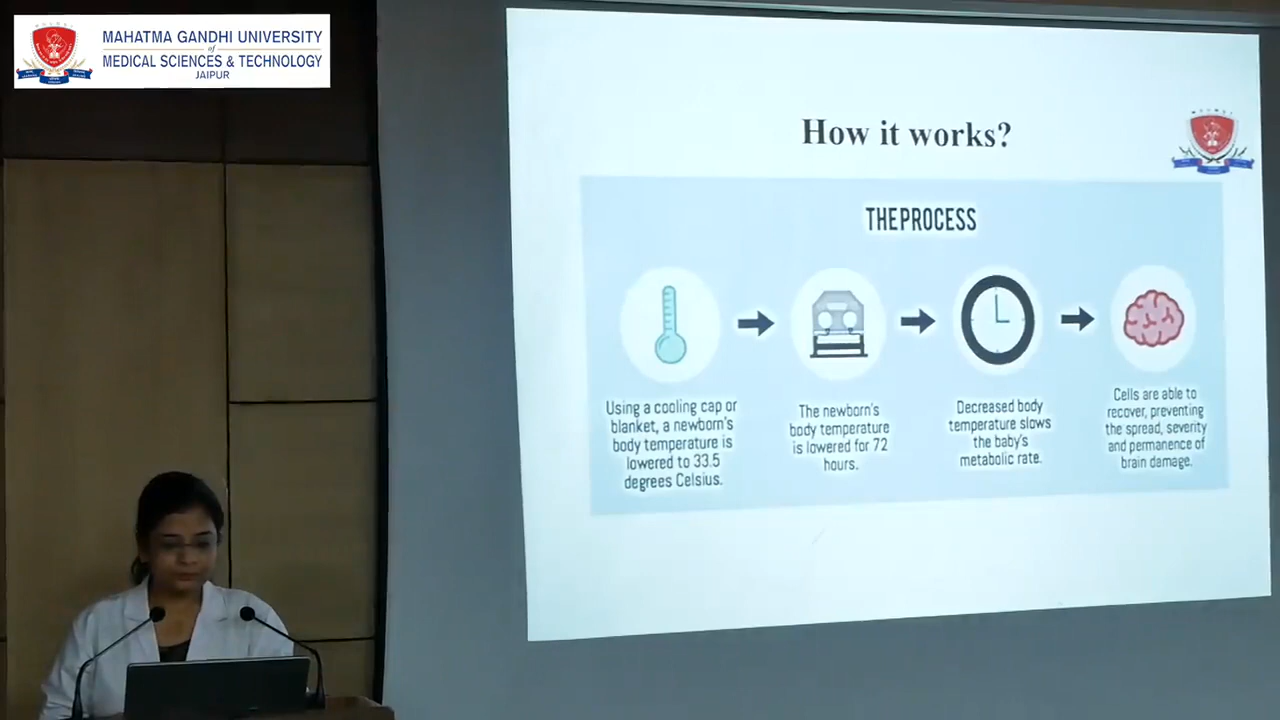 MAHATMA GANDHI UNIVERSITY
of
MEDICAL SCIENCES & TECHNOLOGY
JAIPUR
How it works?
THEPROCESS
Using a cooling cap or
blanket, a newborn's
body temperature is
lowered to 33.5
degrees Celsius.
The newborn's
body temperature
is lowered for 72
hours.
Decreased body
temperature slows
the baby's
metabolic rate.
Cells are able to
recover, preventing
the spread, severity
and permanence of
brain damage.